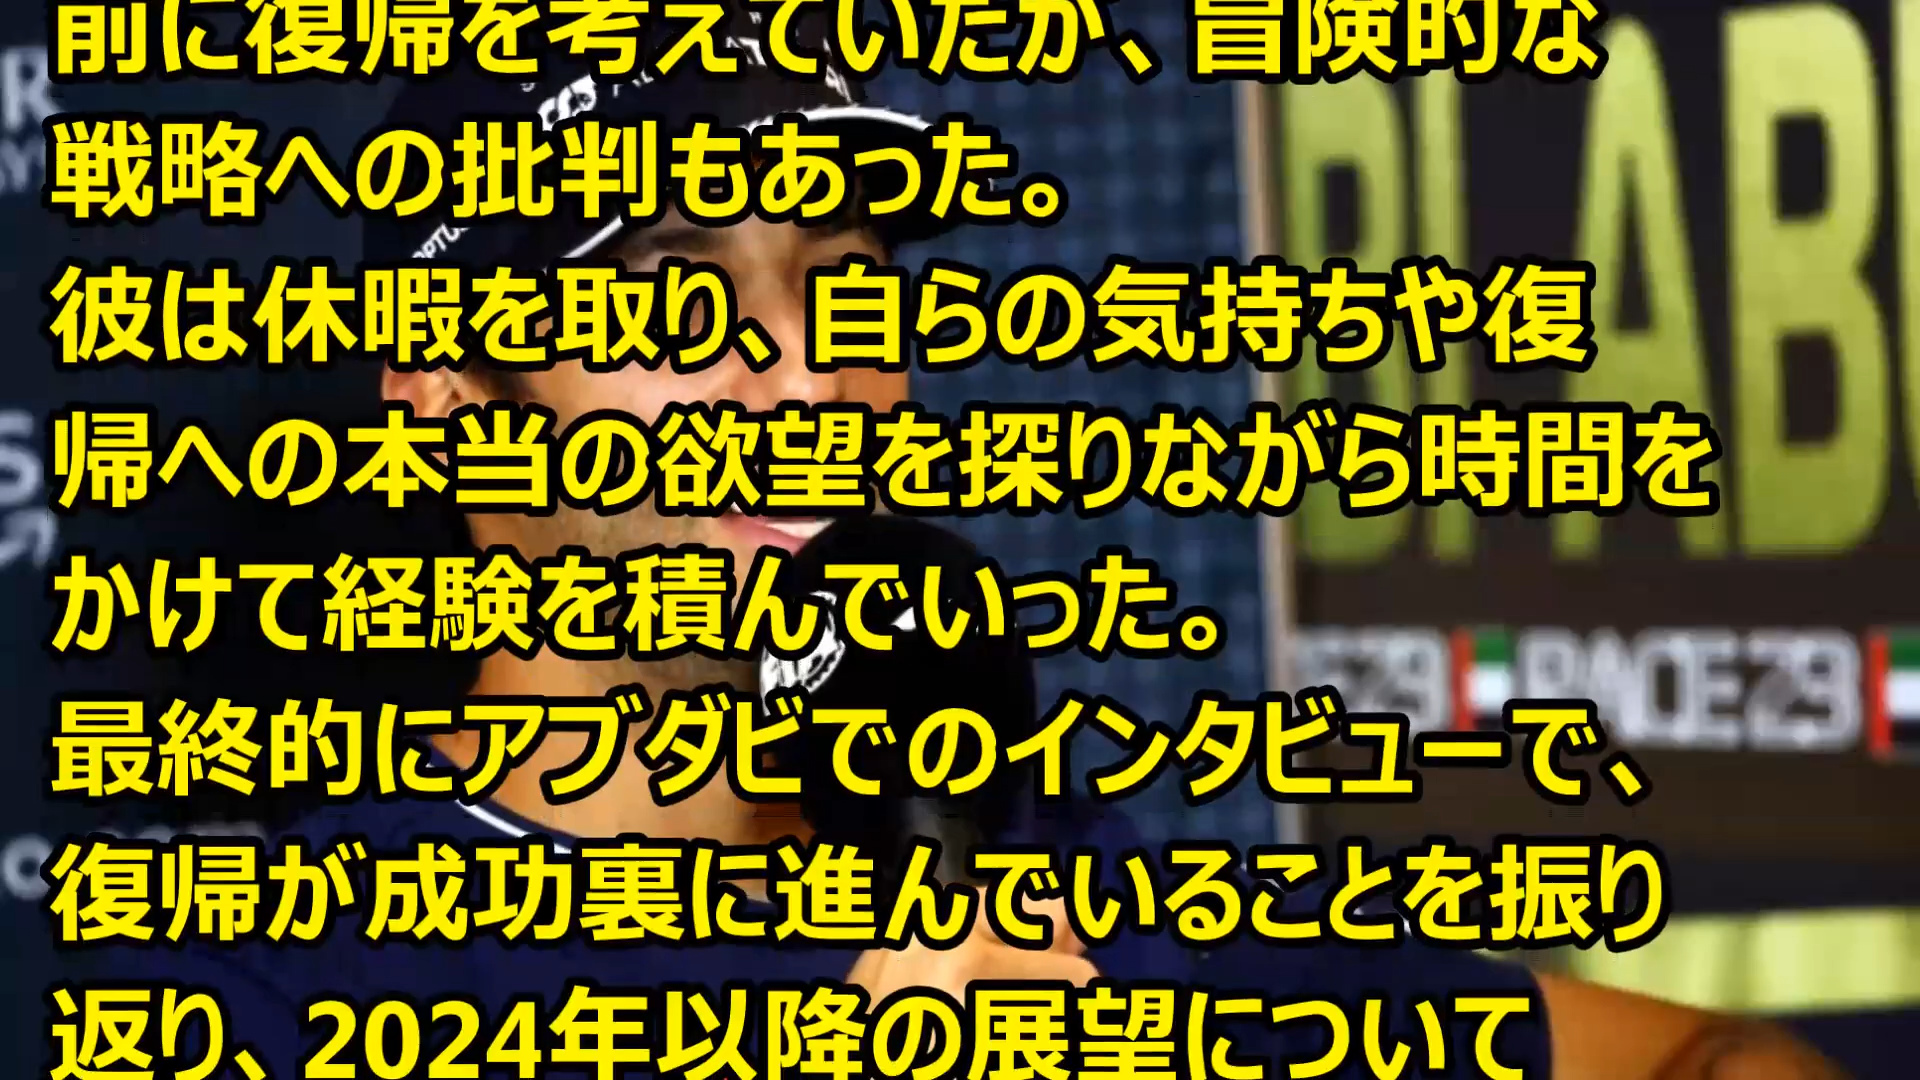 前に復帰を考えていたが、冒険的な
戦略への批判もあった。
彼は休暇を取り、自らの気持ちや復
帰への本当の欲望を探りながら時間を
かけて経験を積んでいった。
最終的にアブダビでのインタビューで、
復帰が成功裏に進んでいることを振り
返り、2024年以降の展望について
ABU
RACE29